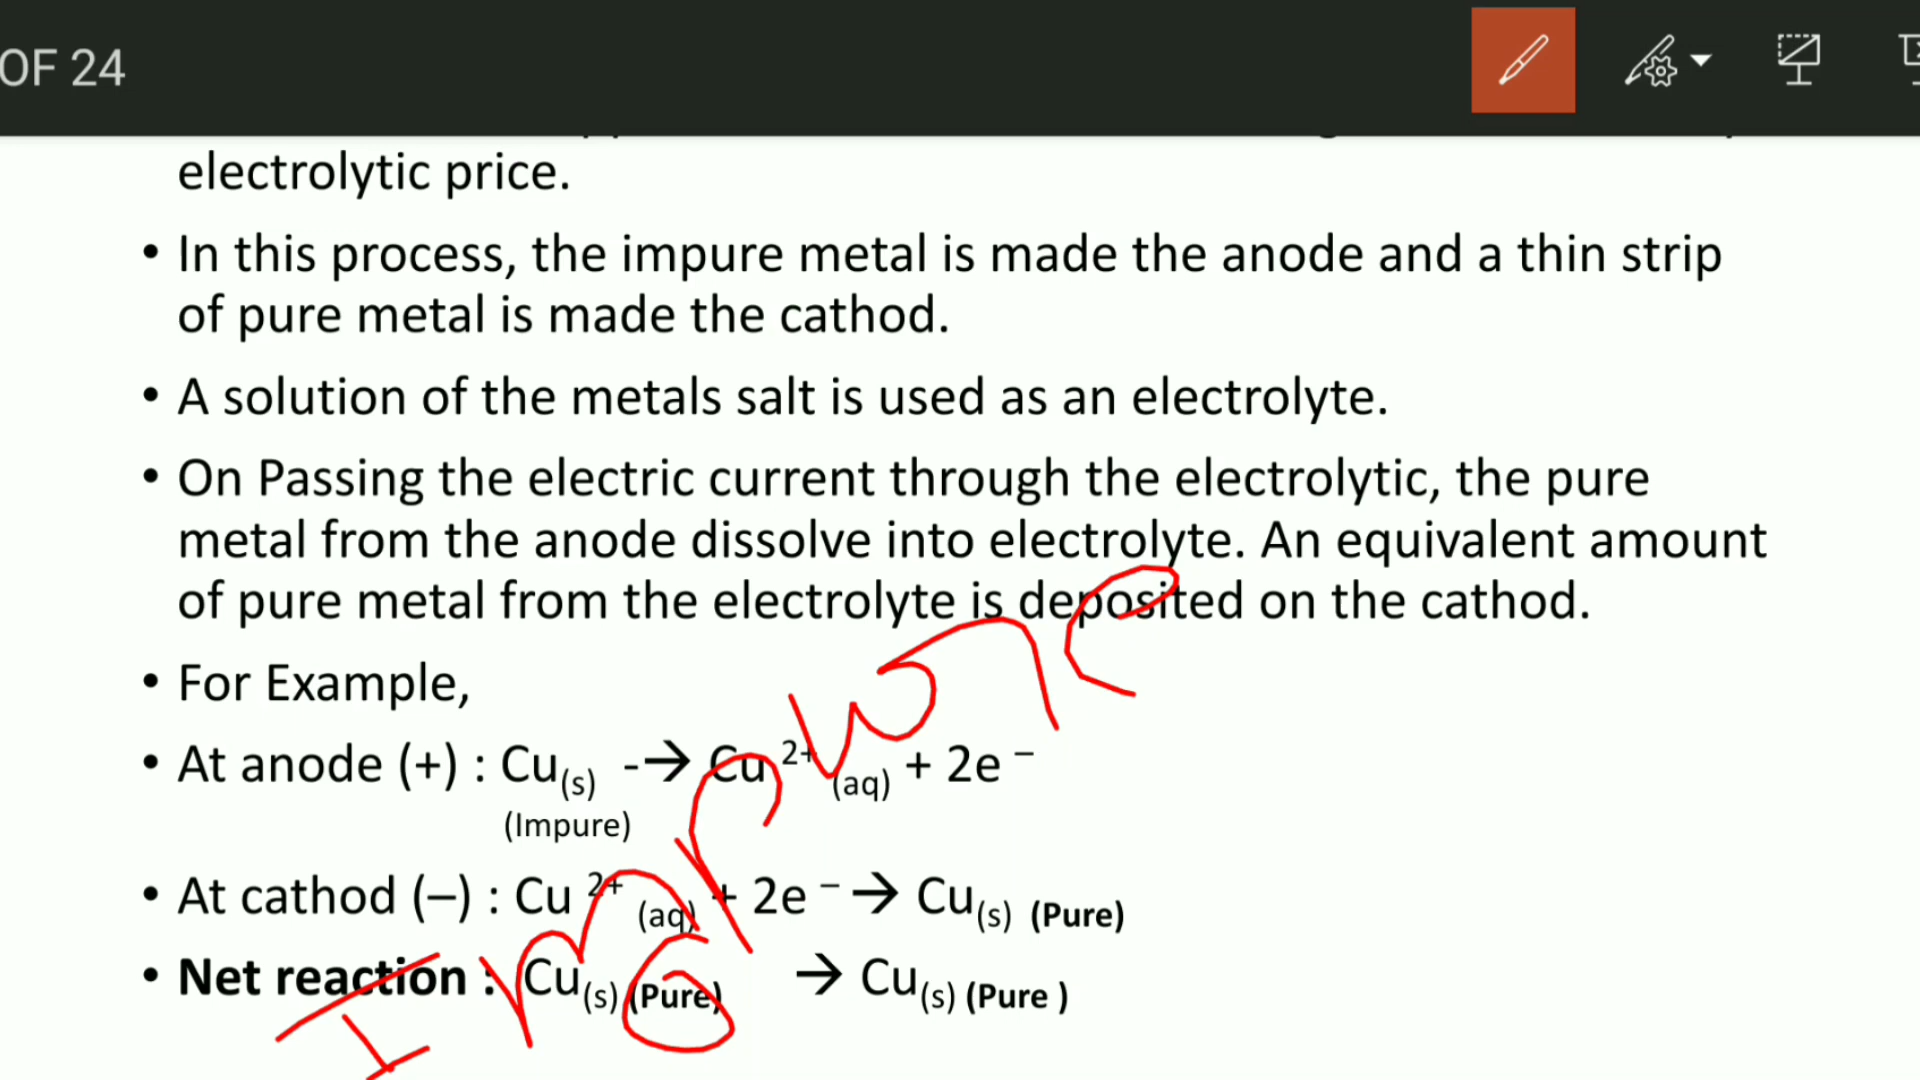 OF 24
electrolytic price.
• In this process, the impure metal is made the anode and a thin strip
of pure metal is made the cathod.
• A solution of the metals salt is used as an electrolyte.
• On Passing the electric current through the electrolytic, the pure
metal from the anode dissolve into electrolyte. An equivalent amount
of pure metal from the electrolyte is deposited on the cathod.
• For Example,
• At anode (+) : Cu(s) -→ Cu 2+ (aq) + 2e –
(Impure)
• At cathod (–) : Cu 2+ (aq) + 2e – → Cu(s) (Pure)
• Net reaction : Cu(s) (Pure) → Cu(s) (Pure )